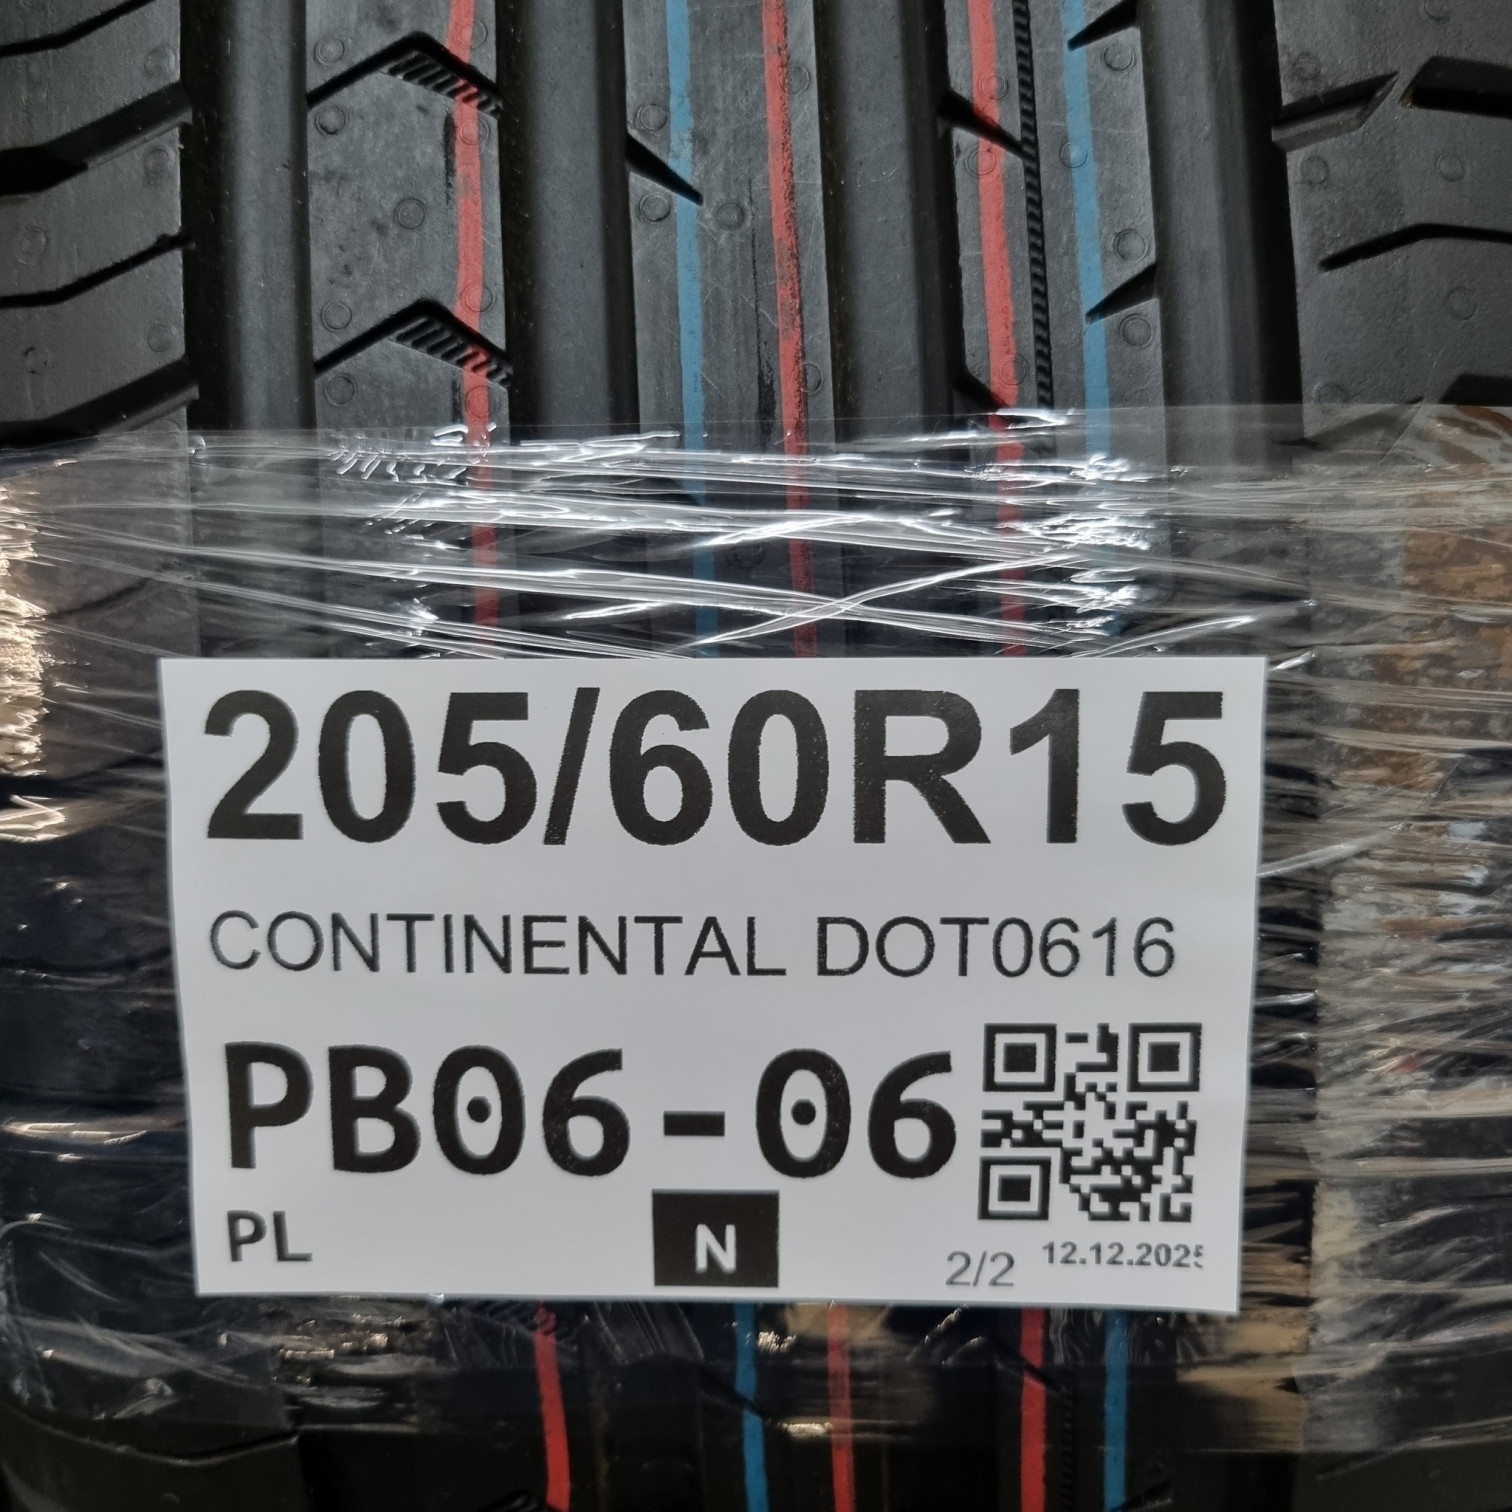 205/60R15
CONTINENTAL DOT0616
PB06-06
PL
N
2/2
12.12.2025